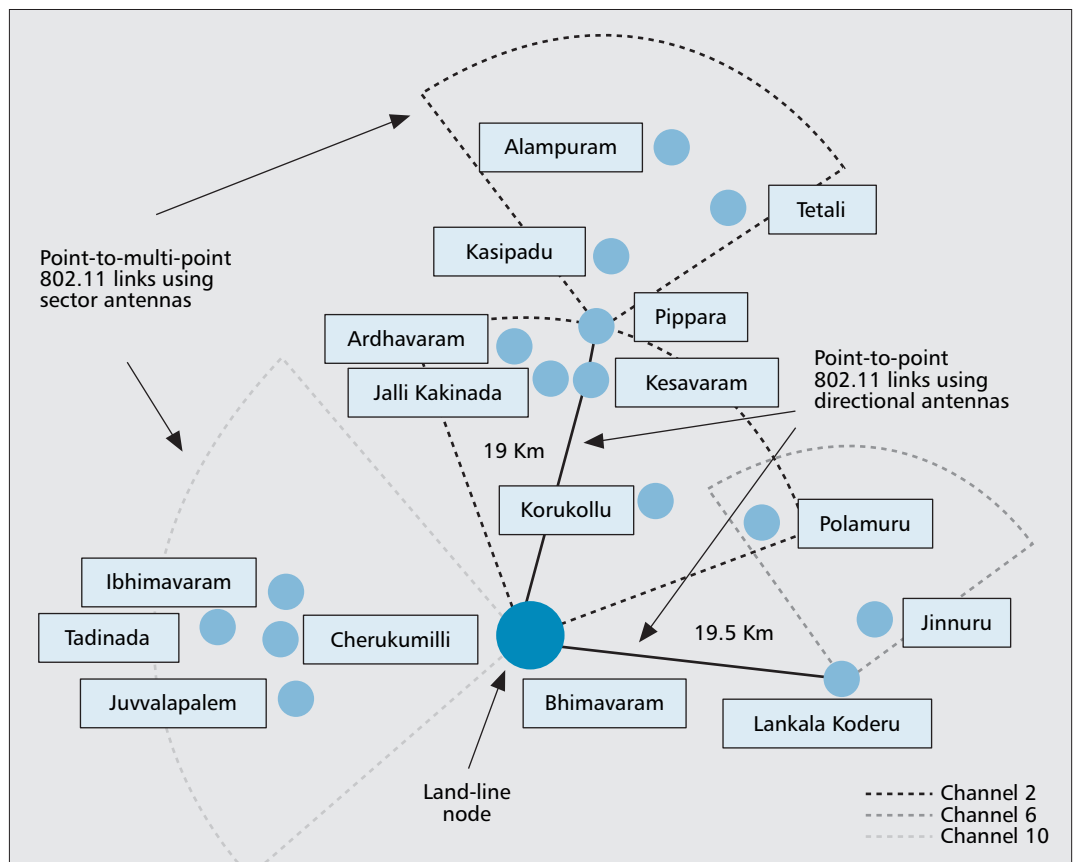 Alampuram
Tetali
Kasipadu
Point-to-multi-point
802.11 links using
sector antennas
Pippara
Ardhavaram
Point-to-point
802.11 links using
directional antennas
Jalli Kakinada
Kesavaram
19 Km
Korukollu
Polamuru
Ibhimavaram
Tadinada
Cherukumilli
19.5 Km
Jinnuru
Juvvalapalem
Bhimavaram
Lankala Koderu
Land-line
node
Channel 2
Channel 6
Channel 10